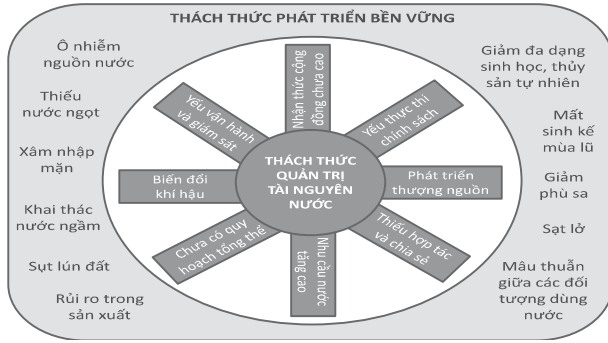 THÁCH THỨC PHÁT TRIỂN BỀN VỮNG
Ô nhiễm
nguồn nước
Thiếu
nước ngọt
Xâm nhập
mặn
Khai thác
nước ngầm
Sụt lún đất
Rủi ro trong
sản xuất
Nhận thức cộng
đồng chưa cao
Yếu thực thi
chính sách
Phát triển
thượng nguồn
Thiếu hợp tác
và chia sẻ
Nhu cầu nước
tăng cao
Chưa có quy
hoạch tổng thể
Biến đổi
khí hậu
Yếu vận hành
và giám sát
THÁCH THỨC
QUẢN TRỊ
TÀI NGUYÊN
NƯỚC
Giảm đa dạng
sinh học, thủy
sản tự nhiên
Mất
sinh kế
mùa lũ
Giảm
phù sa
Sạt lở
Mâu thuẫn
giữa các đối
tượng dùng
nước